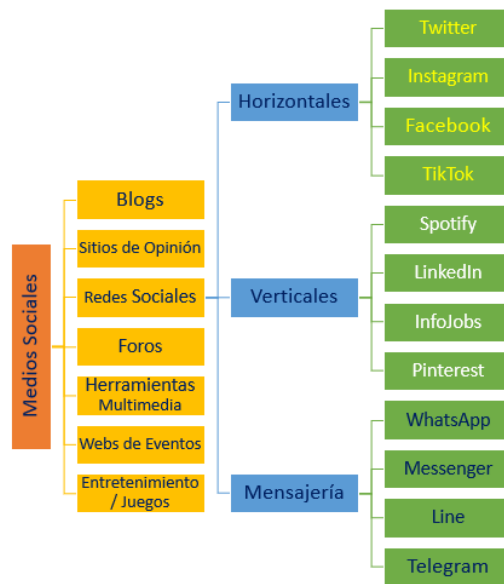 Medios Sociales
Blogs
Sitios de Opinión
Redes Sociales
Foros
Herramientas
Multimedia
Webs de Eventos
Entretenimiento
/ Juegos
Horizontales
Twitter
Instagram
Facebook
TikTok
Verticales
Spotify
LinkedIn
InfoJobs
Pinterest
Mensajería
WhatsApp
Messenger
Line
Telegram